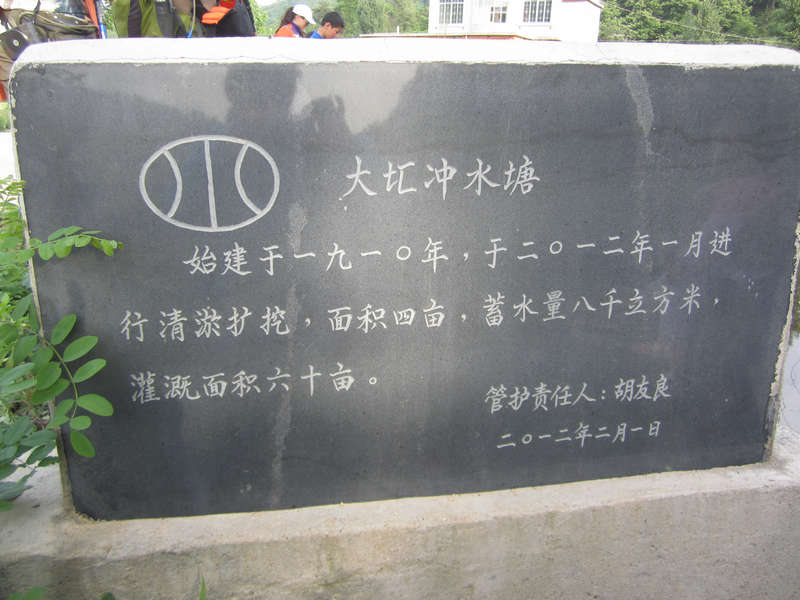 大圵冲水塘
始建于一九一〇年，于二〇一二年一月进
行清淤扩挖，面积四亩，蓄水量八千立方米，
灌溉面积六十亩。
管护责任人：胡友良
二〇一二年二月一日